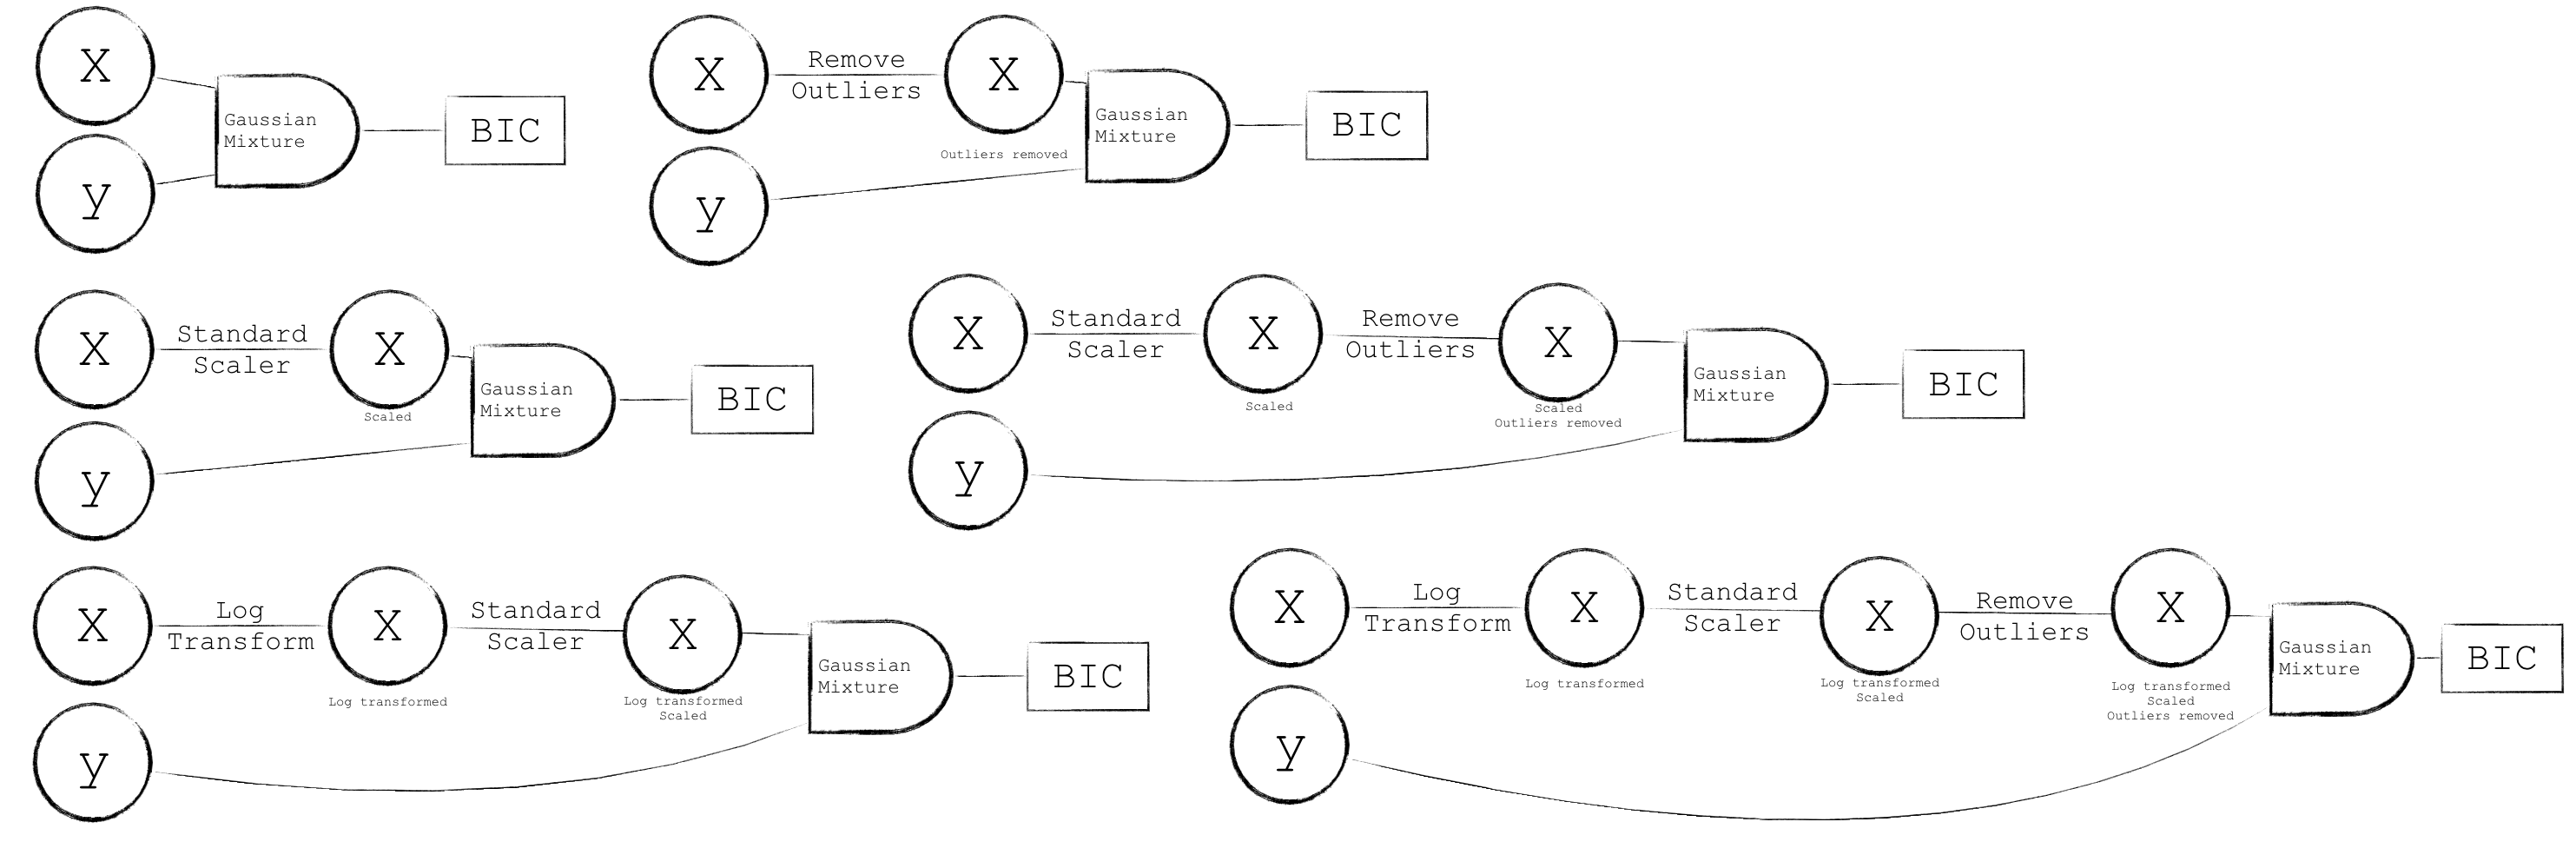 X
y
Gaussian
Mixture
BIC
X
Remove
Outliers
X
Outliers removed
y
Gaussian
Mixture
BIC
X
Standard
Scaler
X
Scaled
y
Gaussian
Mixture
BIC
X
Standard
Scaler
X
Scaled
Remove
Outliers
X
Scaled
Outliers removed
y
Gaussian
Mixture
BIC
X
Log
Transform
X
Log transformed
Standard
Scaler
X
Log transformed
Scaled
y
Gaussian
Mixture
BIC
X
Log
Transform
X
Log transformed
Standard
Scaler
X
Log transformed
Scaled
Remove
Outliers
X
Log transformed
Scaled
Outliers removed
y
Gaussian
Mixture
BIC